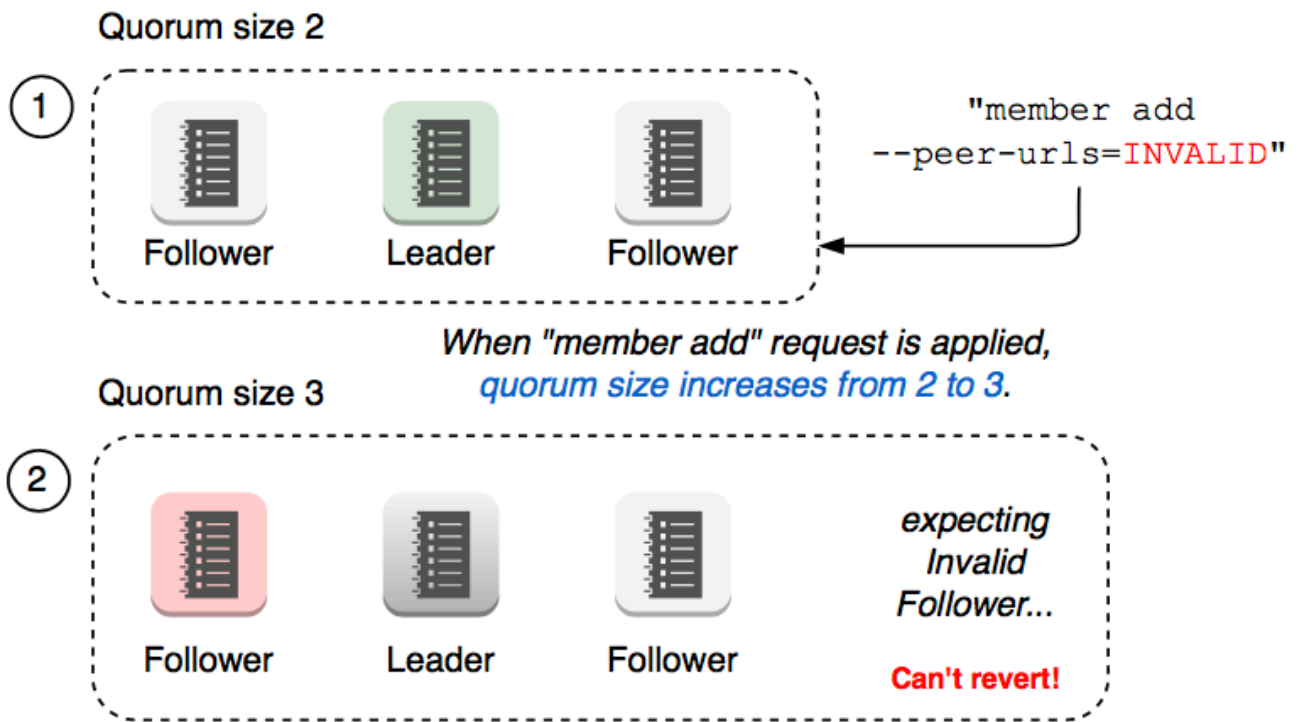 Quorum size 2
1
"member add
--peer-urls=INVALID"
Follower
Leader
Follower
When "member add" request is applied,
quorum size increases from 2 to 3.
Quorum size 3
2
expecting
Invalid
Follower...
Follower
Leader
Follower
Can't revert!